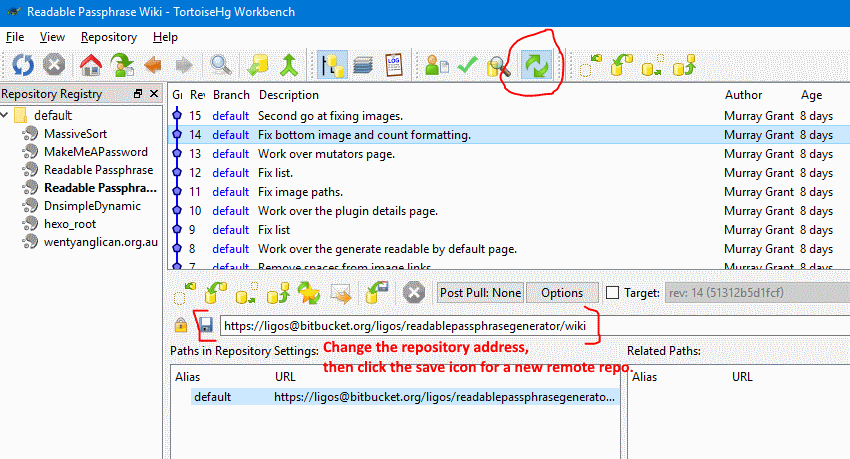 Readable Passphrase Wiki - TortoiseHg Workbench
File View Repository Help
LOG
Repository Registry
default
MassiveSort
MakeMeAPassword
Readable Passphrase
Readable Passphra...
DnsimpleDynamic
hexo_root
wentyanglican.org.au
Rev Branch Description Author Age
15 default Second go at fixing images. Murray Grant 8 days
14 default Fix bottom image and count formatting. Murray Grant 8 days
13 default Work over mutators page. Murray Grant 8 days
12 default Fix list. Murray Grant 8 days
11 default Fix image paths. Murray Grant 8 days
10 default Work over the plugin details page. Murray Grant 8 days
9 default Fix list Murray Grant 8 days
8 default Work over the generate readable by default page. Murray Grant 8 days
7 default Remove spaces from image links Murray Grant 8 days
Post Pull: None Options Target: rev: 14 (51312b5d1fcf)
https://ligos@bitbucket.org/ligos/readablepassphrasegenerator/wiki
Paths in Repository Settings: Related Paths:
Change the repository address,
then click the save icon for a new remote repo.
Alias URL Alias URL
default https://ligos@bitbucket.org/ligos/readablepassphrasegenerato...